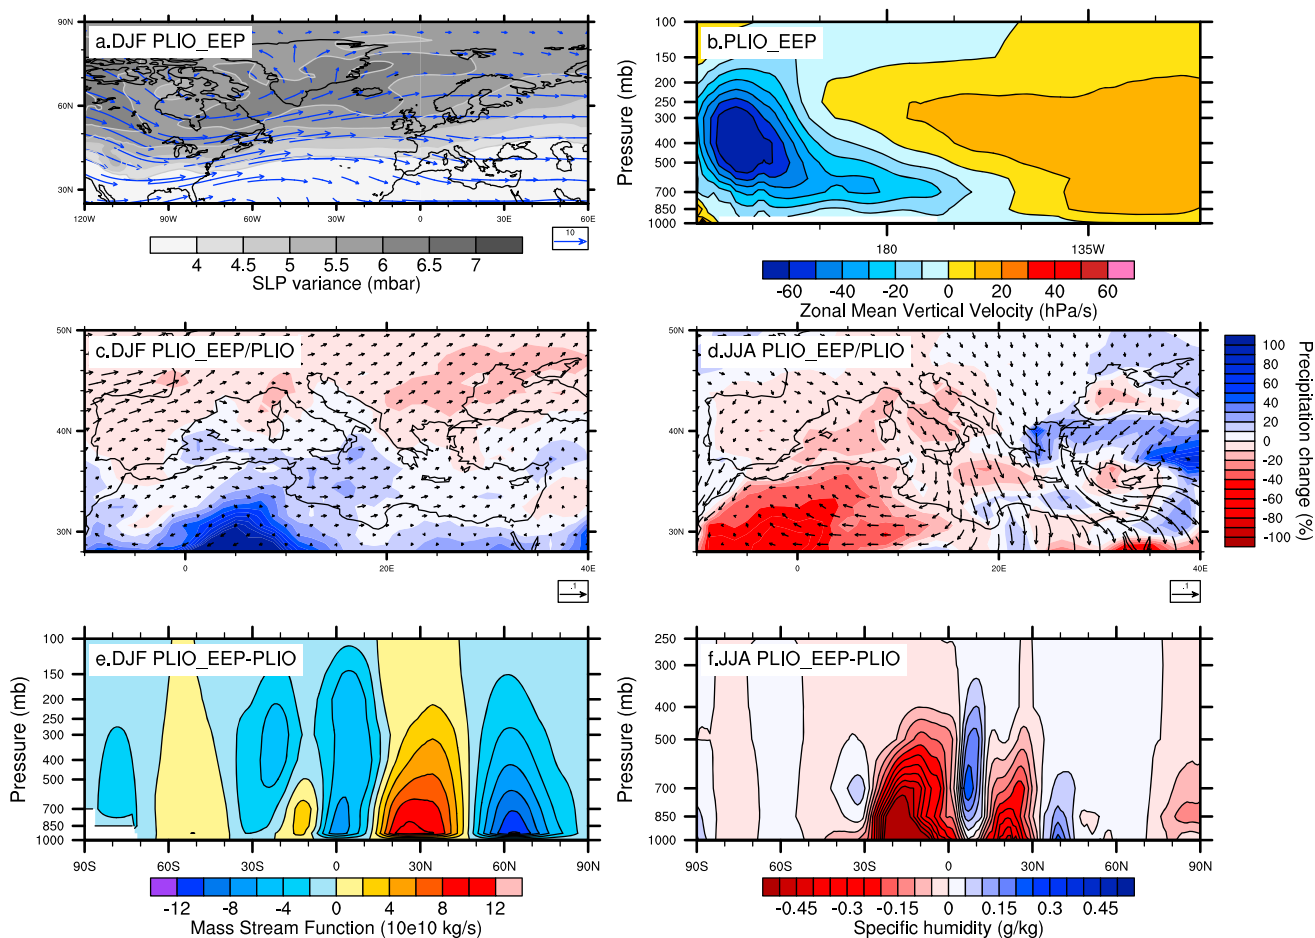 a.DJF PLIO_EEP
90N
60N
30N
120W 90W 60W 30W 0 30E 60E
10
4 4.5 5 5.5 6 6.5 7
SLP variance (mbar)
b.PLIO_EEP
Pressure (mb)
100
150
200
250
300
400
500
700
850
1000
180 135W
-60 -40 -20 0 20 40 60
Zonal Mean Vertical Velocity (hPa/s)
c.DJF PLIO_EEP/PLIO
50N
40N
30N
0 20E 40E
d.JJA PLIO_EEP/PLIO
50N
40N
30N
0 20E 40E
.1
100
80
60
40
20
0
-20
-40
-60
-80
-100
Precipitation change (%)
e.DJF PLIO_EEP-PLIO
Pressure (mb)
100
150
200
250
300
400
500
700
850
1000
90S 60S 30S 0 30N 60N 90N
-12 -8 -4 0 4 8 12
Mass Stream Function (10e10 kg/s)
f.JJA PLIO_EEP-PLIO
Pressure (mb)
250
300
400
500
700
850
1000
90S 60S 30S 0 30N 60N 90N
-0.45 -0.3 -0.15 0 0.15 0.3 0.45
Specific humidity (g/kg)